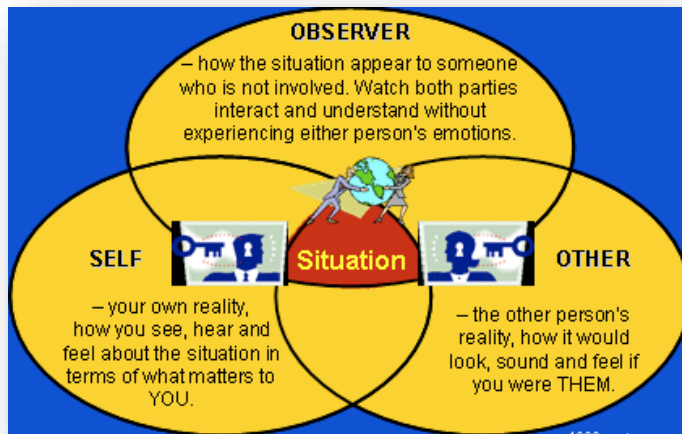 OBSERVER
– how the situation appear to someone
who is not involved. Watch both parties
interact and understand without
experiencing either person's emotions.
SELF
– your own reality,
how you see, hear and
feel about the situation in
terms of what matters to
YOU.
Situation
OTHER
– the other person's
reality, how it would
look, sound and feel if
you were THEM.